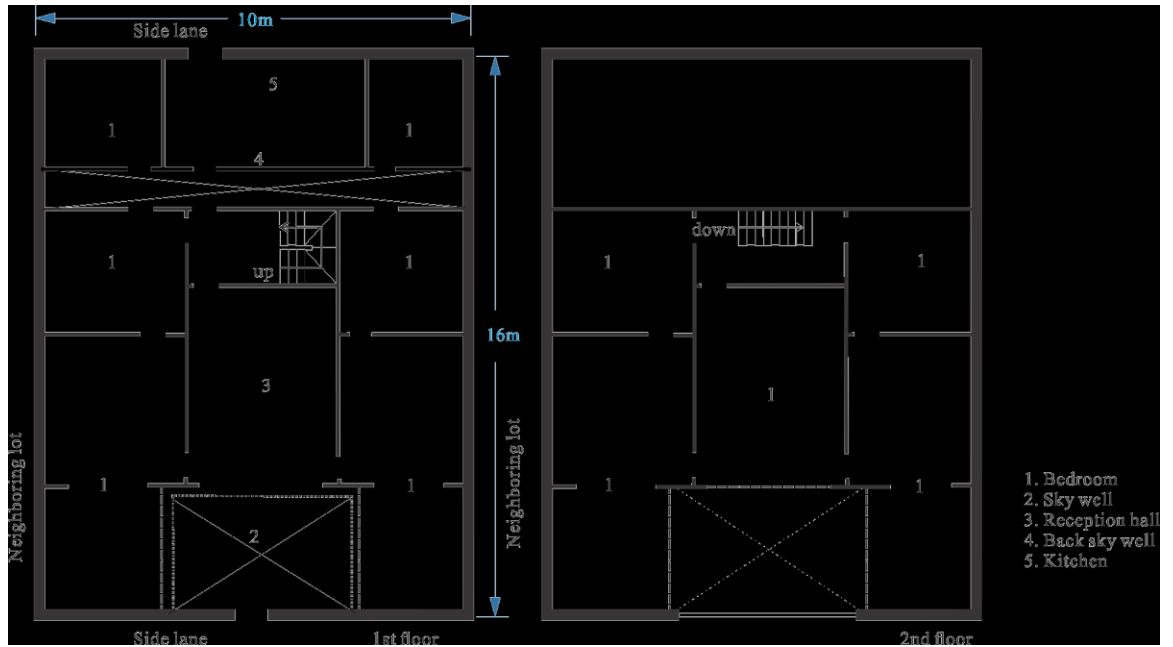 10m
Side lane
5
1
1
4
1
1
up
down
1
1
16m
3
1
Neighboring lot
Neighboring lot
1
1
1
1
2
1. Bedroom
2. Sky well
3. Reception hall
4. Back sky well
5. Kitchen
Side lane
1st floor
2nd floor